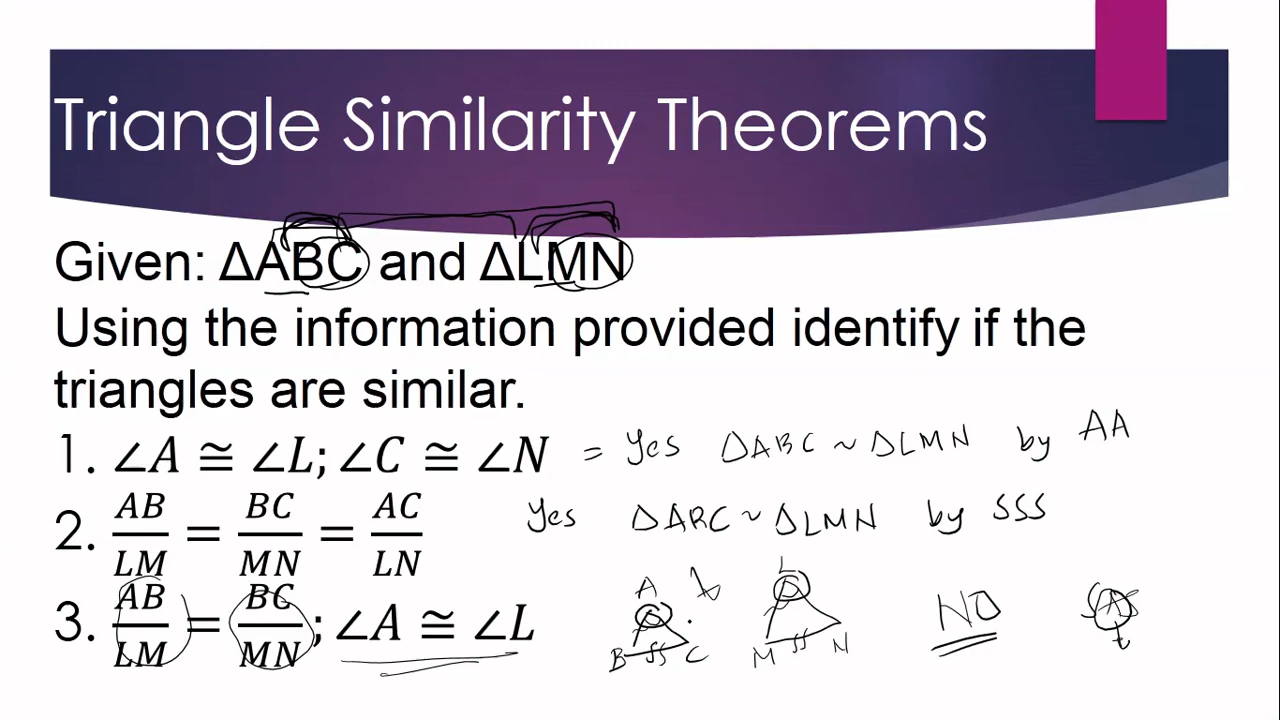 Triangle Similarity Theorems
Given: ΔABC and ΔLMN
Using the information provided identify if the
triangles are similar.
1. ∠A ≅ ∠L; ∠C ≅ ∠N = Yes ΔABC ~ ΔLMN by AA
2. AB/LM = BC/MN = AC/LN Yes ΔABC ~ ΔLMN by SSS
3. AB/LM = BC/MN ; ∠A ≅ ∠L NO SAS
A L
B C M N